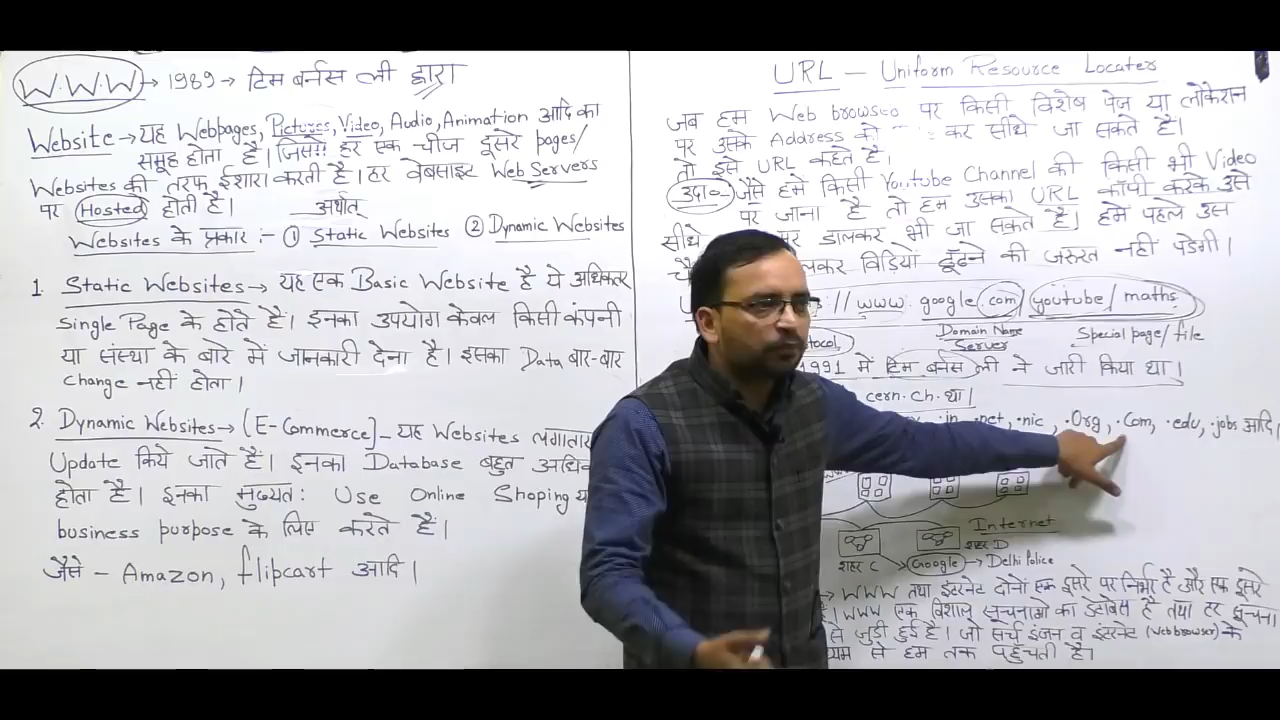 W.W.W → 1989 → टिम बर्नस ली द्वारा
Website → यह Webpages, Pictures, Video, Audio, Animation आदि का
समूह होता है। जिसमें हर एक चीज दूसरे pages/
Websites की तरफ ईशारा करती है। हर वेबसाइट Web Servers
पर Hosted होती है। अर्थात्
Websites के प्रकार :- ① Static Websites ② Dynamic Websites
1. Static Websites → यह एक Basic Website है ये अधिकतर
Single Page के होते हैं। इनका उपयोग केवल किसी कंपनी
या संस्था के बारे में जानकारी देना है। इसका Data बार-बार
Change नहीं होता।
2. Dynamic Websites → (E-Commerce) - यह Websites लगातार
Update किये जाते हैं। इनका Database बहुत अधिक
होता है। इनका मुख्यत: Use Online Shoping
business purpose के लिए करते हैं।
जैसे - Amazon, flipcart आदि।
URL — Uniform Resource Locater
जब हम Web browser पर किसी विशेष पेज या लोकेशन
पर उसके Address को कर सीधे जा सकते है।
तो इसे URL कहते है।
उदा०- जैसे हमे किसी Youtube Channel की किसी भी Video
पर जाना है तो हम उसका URL कॉपी करके उसे
सीधे पर डालकर भी जा सकते है। हमे पहले उस
लकर विडियों ढूँढने की जरुरत नहीं पडेगी।
// www. google. com/ youtube/ maths
Domain Name Special page/ file
Server
1991 में टिम बर्नस ली ने जारी किया था।
cern. ch. था।
.in .net, .nic, .Org, .Com, .edu, .jobs आदि।
Internet
शहर D
शहर C Google → Delhi Police
→ WWW तथा इंटरनेट दोनों एक दूसरे पर निर्भर है और एक दूसरे
WWW एक विशाल सूचनाओ का डेटाबेस है तथा हर सूचना
से जुडी हुई है। जो सर्च इंजन व इंटरनेट (Web browser) के
से हम तक पहुँचती है।